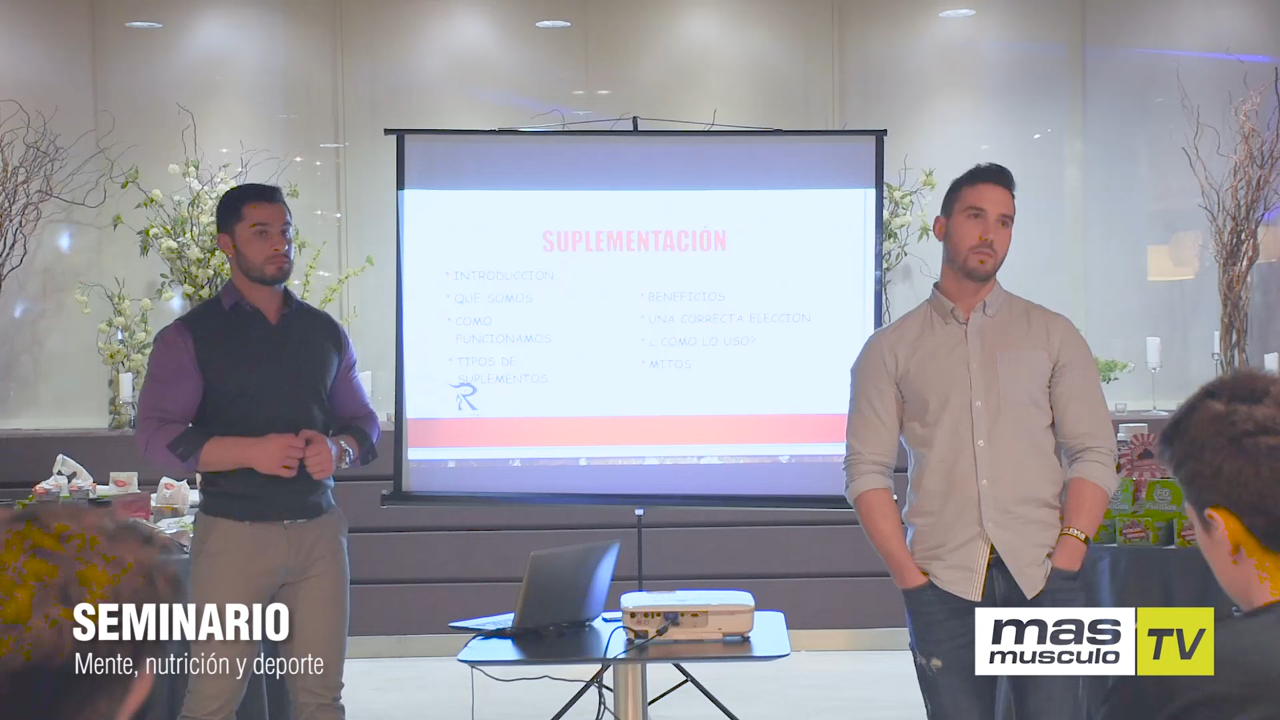 SUPLEMENTACIÓN
* INTRODUCCION
* QUE SOMOS
* COMO
FUNCIONAMOS
* TIPOS DE
SUPLEMENTOS
* BENEFICIOS
* UNA CORRECTA ELECCION
* ¿ COMO LO USO?
* MITOS
R
SEMINARIO
Mente, nutrición y deporte
mas
musculo
TV